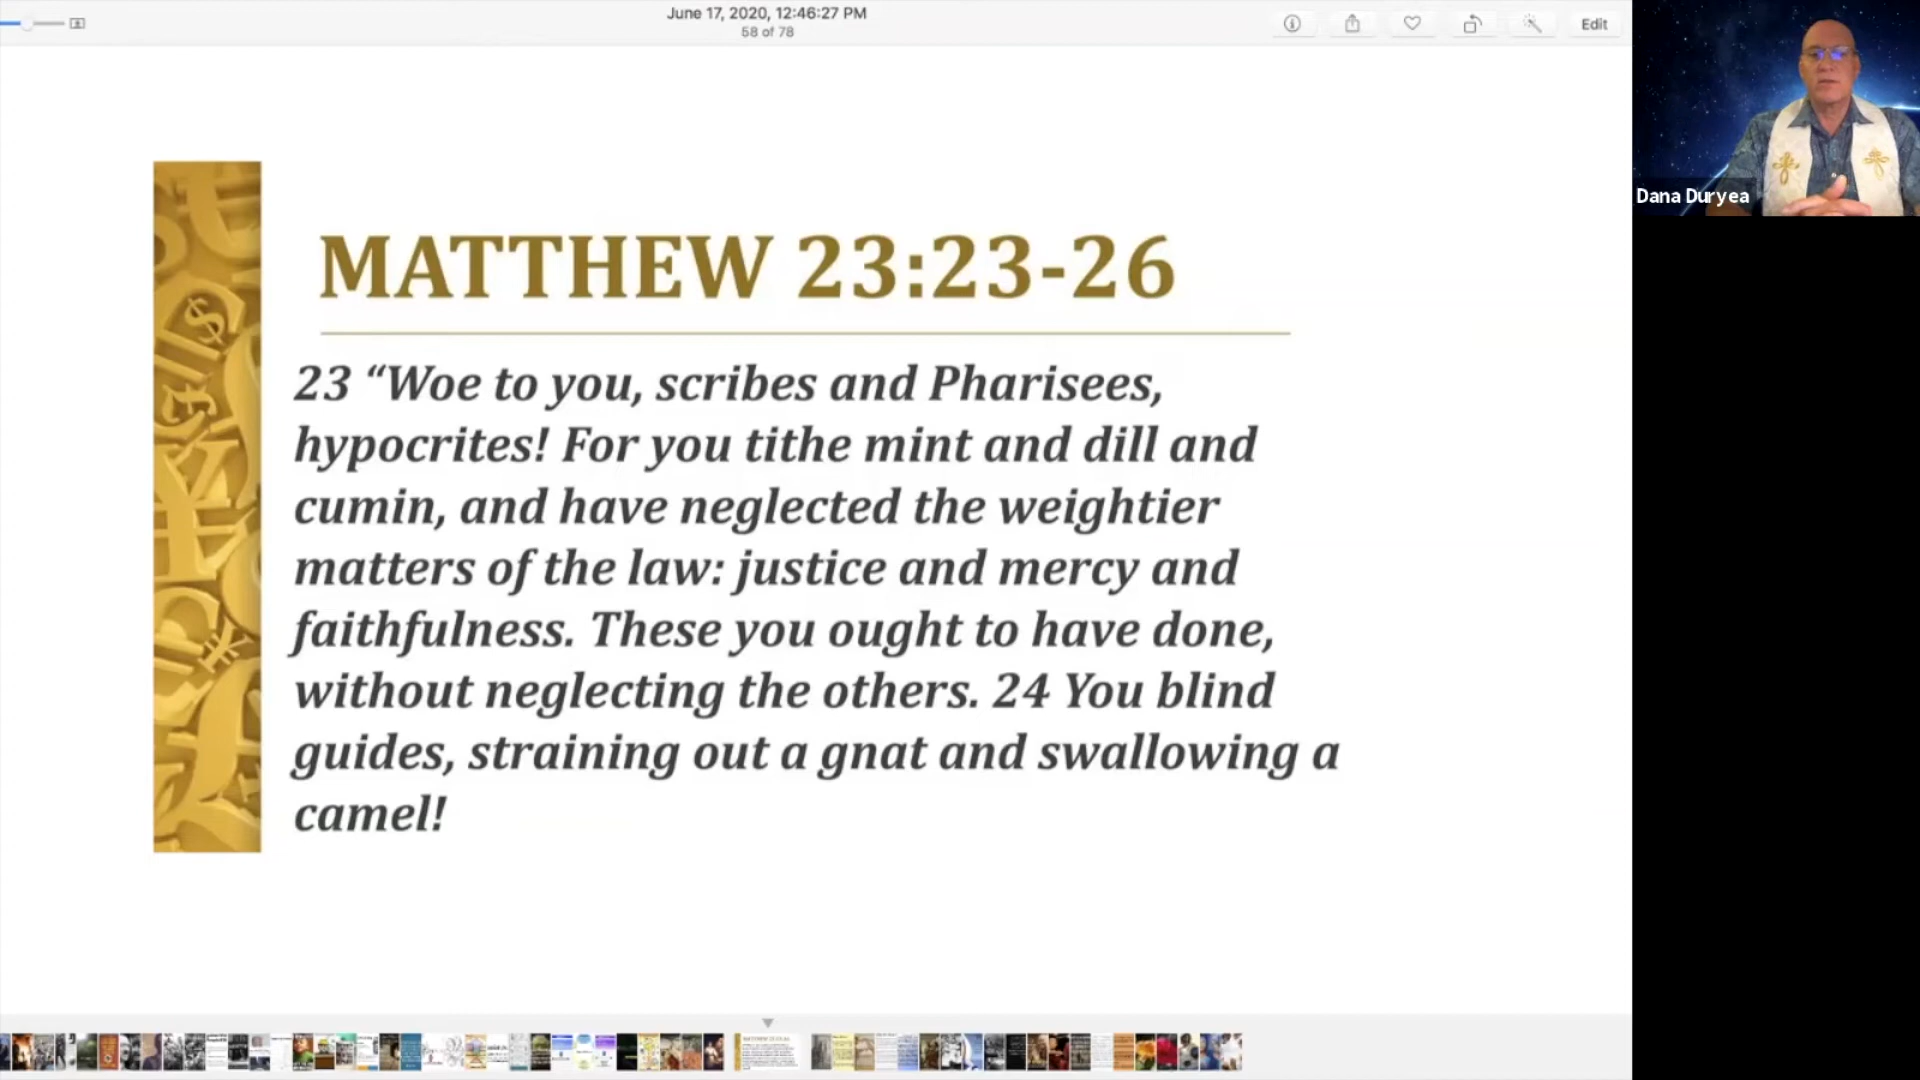 June 17, 2020, 12:46:27 PM
58 of 78
Edit
Dana Duryea
MATTHEW 23:23-26
23 “Woe to you, scribes and Pharisees,
hypocrites! For you tithe mint and dill and
cumin, and have neglected the weightier
matters of the law: justice and mercy and
faithfulness. These you ought to have done,
without neglecting the others. 24 You blind
guides, straining out a gnat and swallowing a
camel!